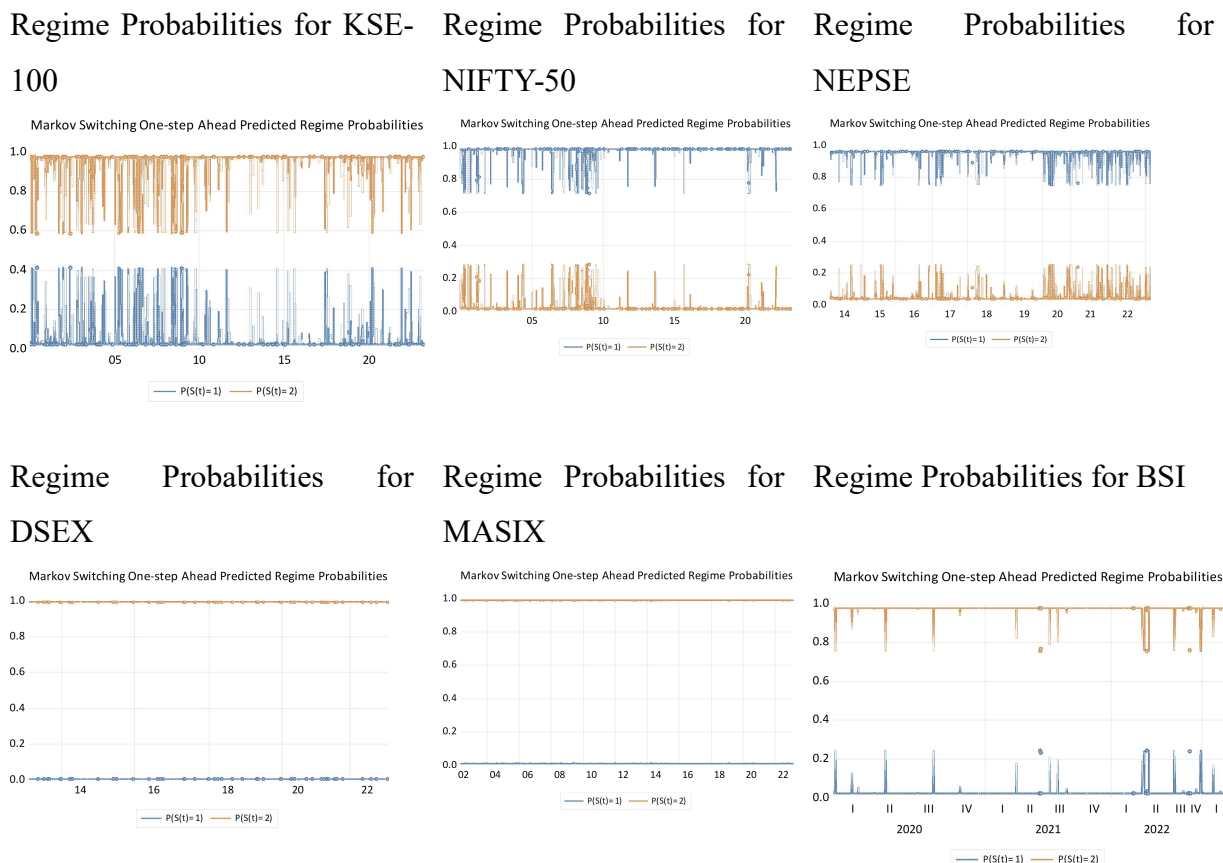 Regime Probabilities for KSE-
100
Markov Switching One-step Ahead Predicted Regime Probabilities
1.0
0.8
0.6
0.4
0.2
0.0
05 10 15 20
P(S(t)= 1) P(S(t)= 2)
Regime Probabilities for
NIFTY-50
Markov Switching One-step Ahead Predicted Regime Probabilities
1.0
0.8
0.6
0.4
0.2
0.0
05 10 15 20
P(S(t)= 1) P(S(t)= 2)
Regime Probabilities for
NEPSE
Markov Switching One-step Ahead Predicted Regime Probabilities
1.0
0.8
0.6
0.4
0.2
0.0
14 15 16 17 18 19 20 21 22
P(S(t)= 1) P(S(t)= 2)
Regime Probabilities for
DSEX
Markov Switching One-step Ahead Predicted Regime Probabilities
1.0
0.8
0.6
0.4
0.2
0.0
14 16 18 20 22
P(S(t)= 1) P(S(t)= 2)
Regime Probabilities for
MASIX
Markov Switching One-step Ahead Predicted Regime Probabilities
1.0
0.8
0.6
0.4
0.2
0.0
02 04 06 08 10 12 14 16 18 20 22
P(S(t)= 1) P(S(t)= 2)
Regime Probabilities for BSI
Markov Switching One-step Ahead Predicted Regime Probabilities
1.0
0.8
0.6
0.4
0.2
0.0
I II III IV I II III IV I II III IV I
2020 2021 2022
P(S(t)= 1) P(S(t)= 2)